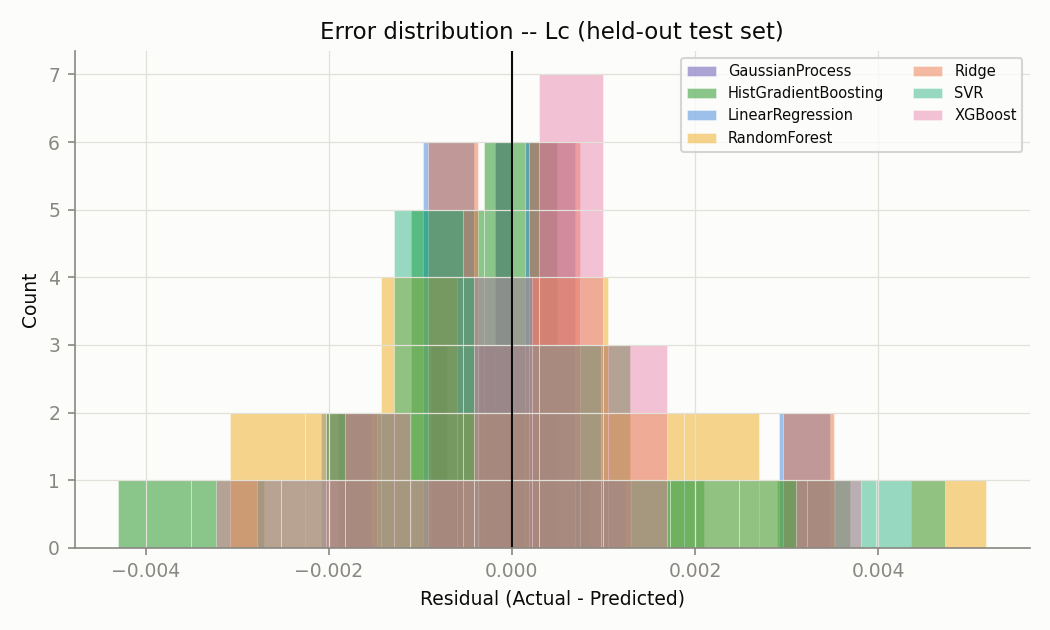 Error distribution -- Lc (held-out test set)
GaussianProcess
HistGradientBoosting
LinearRegression
RandomForest
Ridge
SVR
XGBoost
Count
7
6
5
4
3
2
1
0
−0.004
−0.002
0.000
0.002
0.004
Residual (Actual - Predicted)